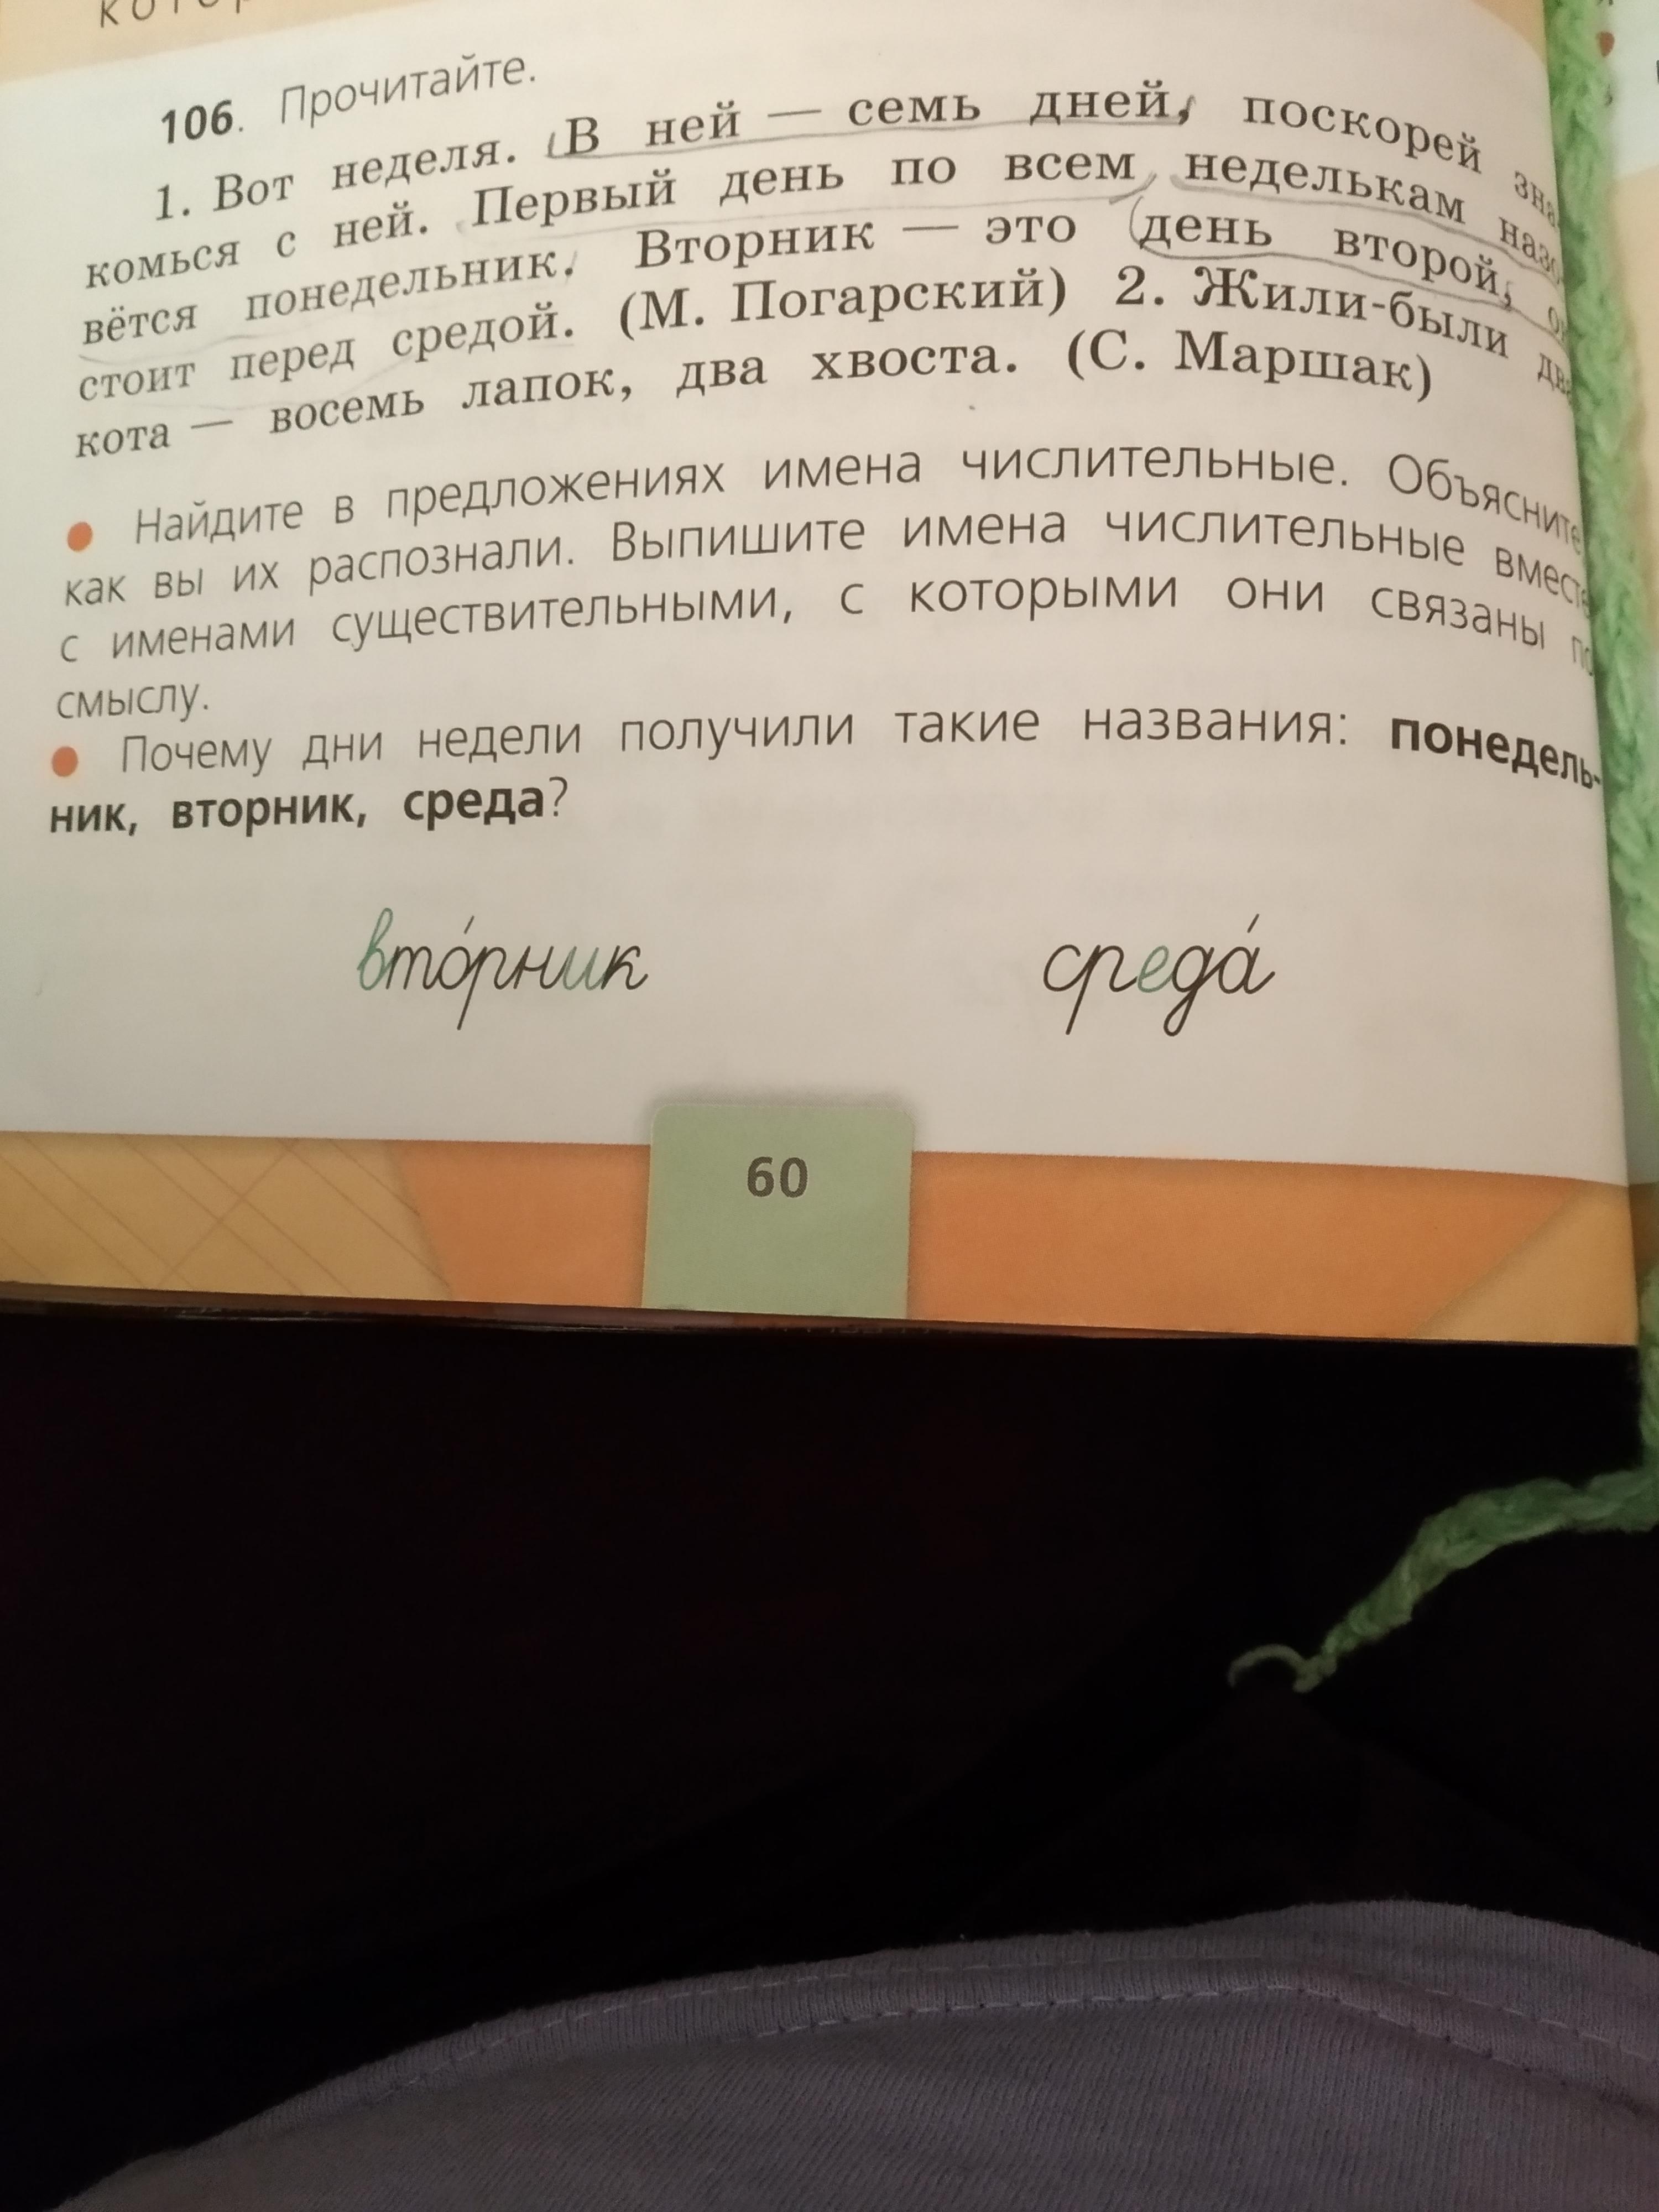 106. Прочитайте.
1. Вот неделя. В ней — семь дней, поскорей зна
комься с ней. Первый день по всем неделькам назо
вётся понедельник. Вторник — это день второй, он
стоит перед средой. (М. Погарский) 2. Жили-были два
кота — восемь лапок, два хвоста. (С. Маршак)
● Найдите в предложениях имена числительные. Объясните
как вы их распознали. Выпишите имена числительные вместе
с именами существительными, с которыми они связаны по
смыслу.
● Почему дни недели получили такие названия: понедель-
ник, вторник, среда?
вто́рник среда́
60